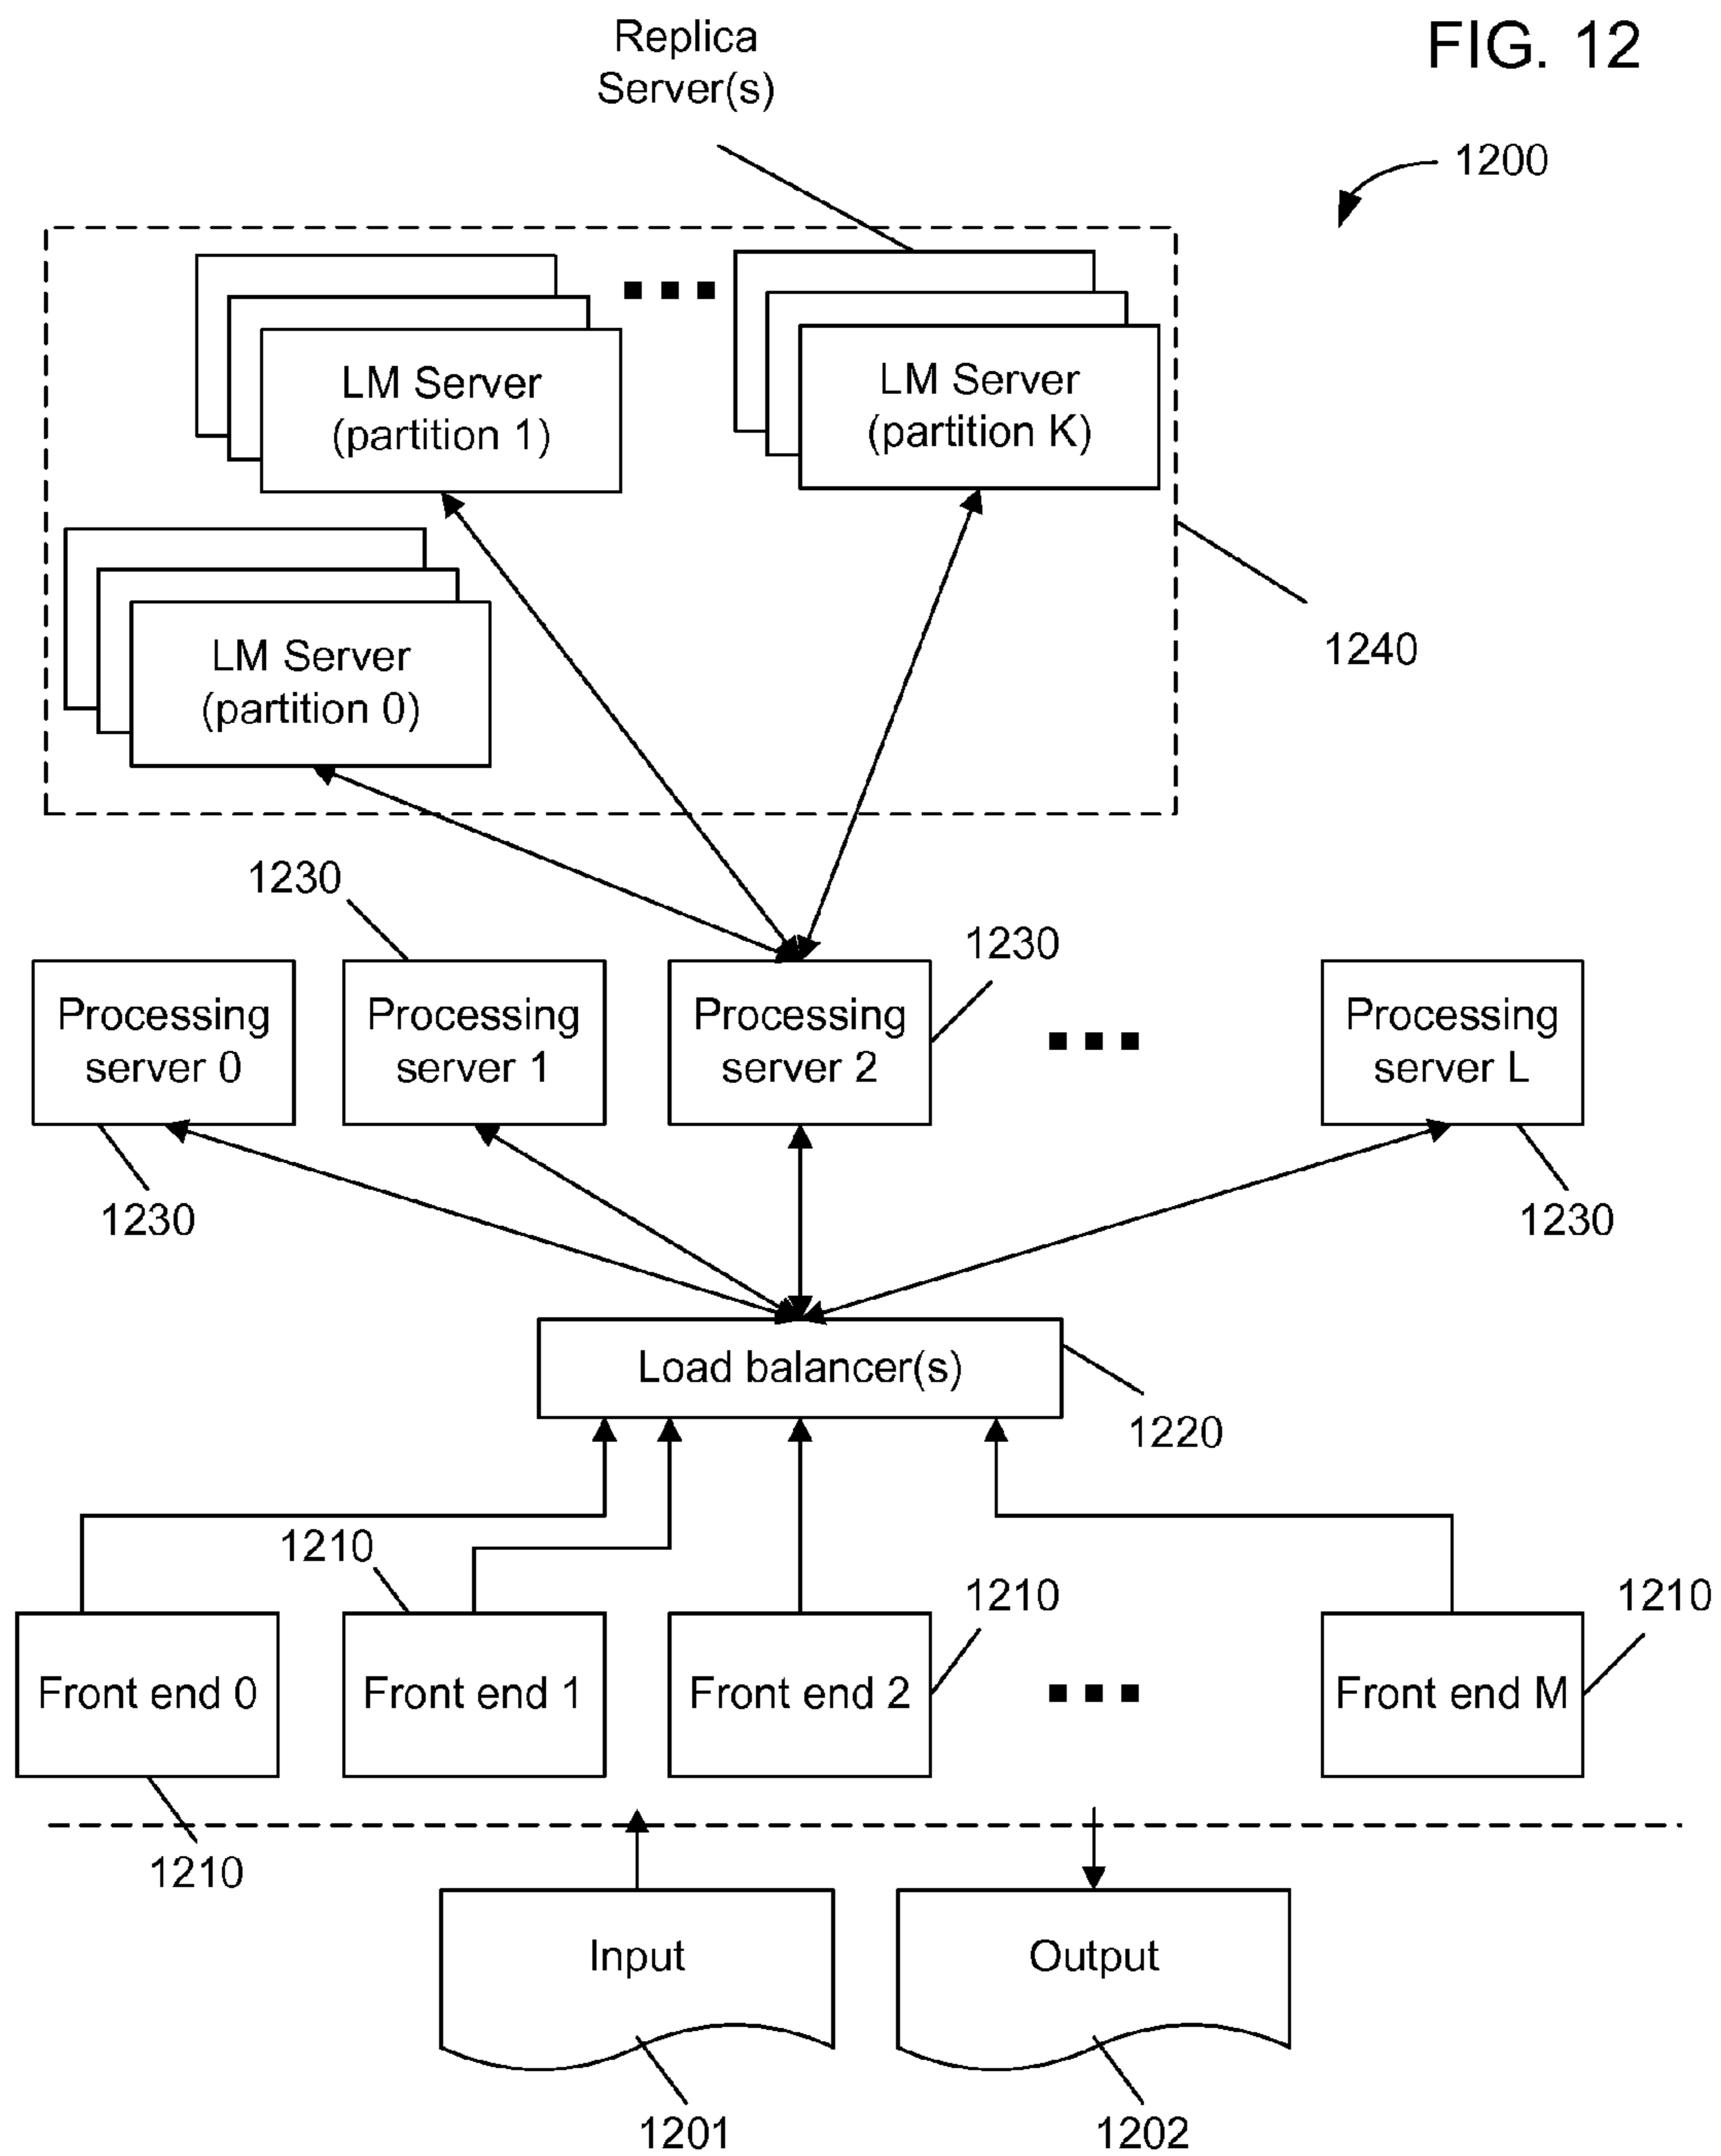 Replica
Server(s)
FIG. 12
1200
LM Server
(partition 1)
LM Server
(partition K)
LM Server
(partition 0)
1240
1230
1230
Processing
server 0
Processing
server 1
Processing
server 2
Processing
server L
1230
1230
Load balancer(s)
1220
1210
1210
1210
Front end 0
Front end 1
Front end 2
Front end M
1210
Input
Output
1201
1202